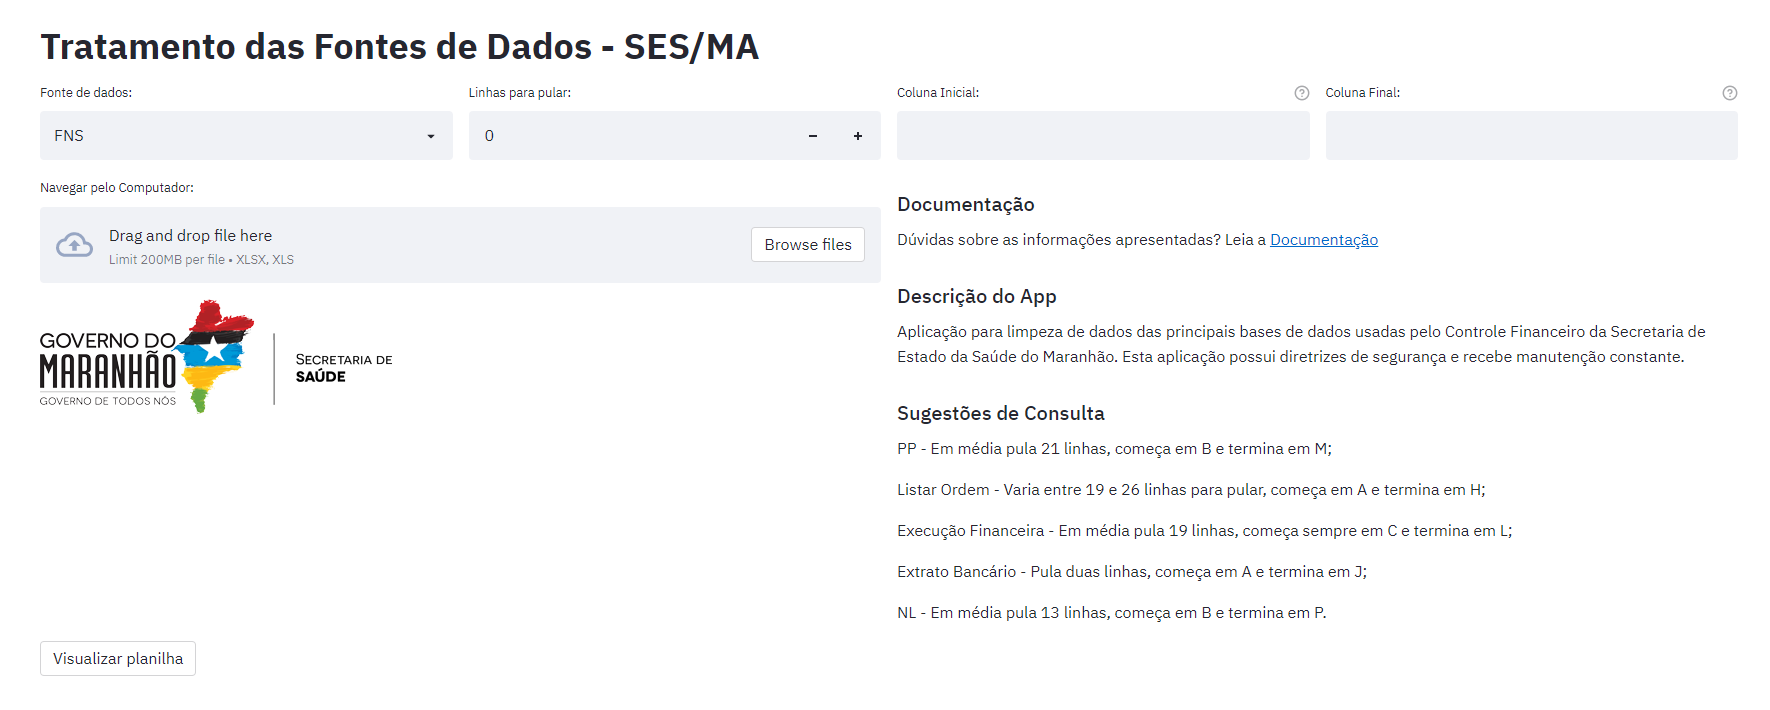 Tratamento das Fontes de Dados - SES/MA
Fonte de dados:
Linhas para pular:
Coluna Inicial:
Coluna Final:
FNS
0
Navegar pelo Computador:
Drag and drop file here
Limit 200MB per file • XLSX, XLS
Browse files
GOVERNO DO
MARANHÃO
GOVERNO DE TODOS NÓS
SECRETARIA DE
SAÚDE
Documentação
Dúvidas sobre as informações apresentadas? Leia a Documentação
Descrição do App
Aplicação para limpeza de dados das principais bases de dados usadas pelo Controle Financeiro da Secretaria de
Estado da Saúde do Maranhão. Esta aplicação possui diretrizes de segurança e recebe manutenção constante.
Sugestões de Consulta
PP - Em média pula 21 linhas, começa em B e termina em M;
Listar Ordem - Varia entre 19 e 26 linhas para pular, começa em A e termina em H;
Execução Financeira - Em média pula 19 linhas, começa sempre em C e termina em L;
Extrato Bancário - Pula duas linhas, começa em A e termina em J;
NL - Em média pula 13 linhas, começa em B e termina em P.
Visualizar planilha